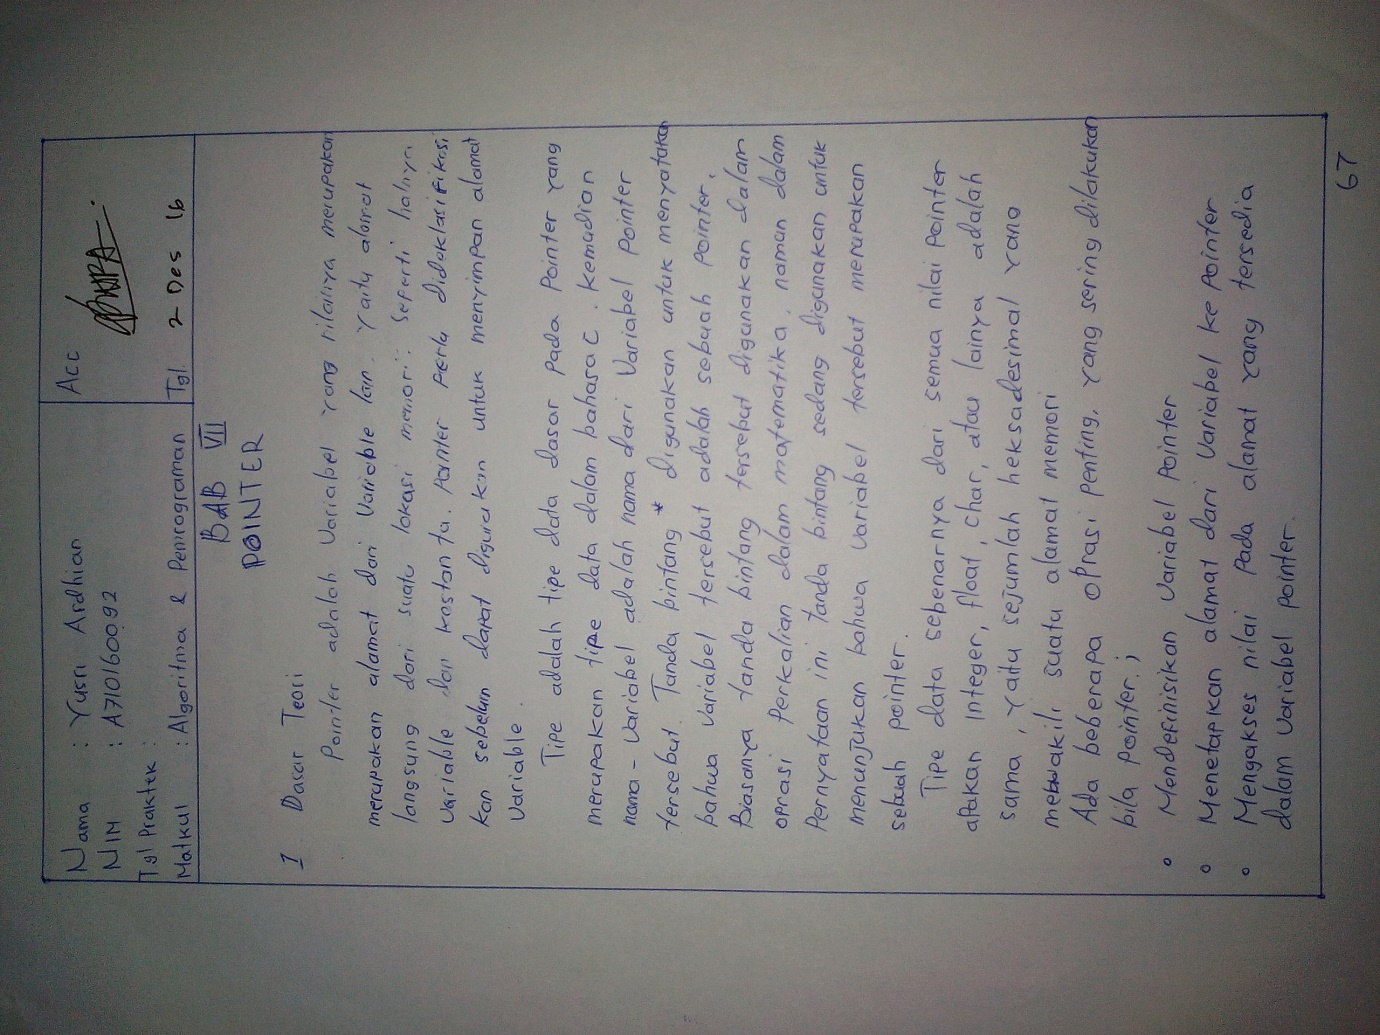 Nama : Yusri Ardhian
NIM : A710160092
Tgl Praktek :
Matkul : Algoritma & Pemrograman
Acc
Tgl. 2 Des 16
BAB VII
POINTER
1. Dasar Teori
Pointer adalah Variabel yang nilainya merupakan
merupakan alamat dari Variable lain. Yaitu alamat
langsung dari suatu lokasi memori. Seperti halnya
Variable dan kostanta. Pointer perlu dideklasifikasi
kan sebelum dapat digunakan untuk menyimpan alamat
Variable.
Tipe adalah tipe data dasar pada pointer yang
merupakan tipe data dalam bahasa C. Kemudian
nama-Variabel adalah nama dari Variabel pointer
tersebut. Tanda bintang * digunakan untuk menyatakan
bahwa Variabel tersebut adalah sebuah pointer.
Biasanya tanda bintang tersebut digunakan dalam
oprasi Perkalian dalam matematika, naman dalam
Pernyataan ini tanda bintang sedang digunakan untuk
menunjukan bahwa Variabel tersebut merupakan
sebuah pointer.
Tipe data sebenarnya dari semua nilai pointer
apakan integer, float, char, atau lainya adalah
sama, yaitu sejumlah heksadesimal yang
mewakili suatu alamat memori
Ada beberapa oprasi penting, yang sering dilakukan
bila pointer. ;
° Mendefinisikan Variabel pointer
° Menetapkan alamat dari Variabel ke pointer
° Mengakses nilai pada alamat yang tersedia
dalam Variabel pointer.
67